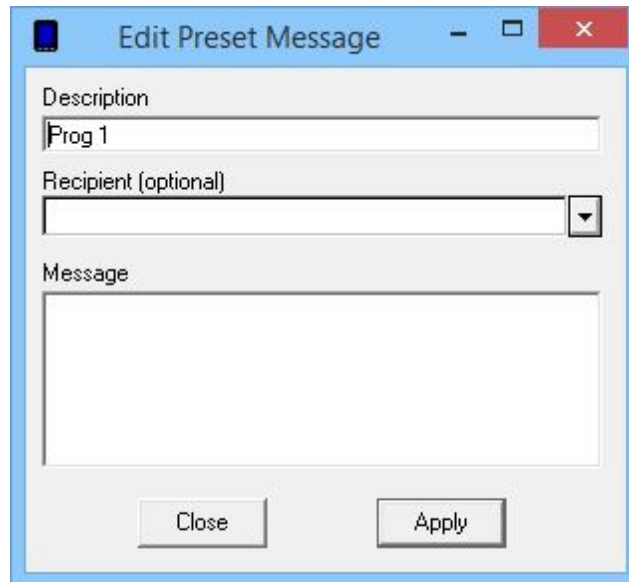 Edit Preset Message
Description
Prog 1
Recipient (optional)
Message
Close Apply